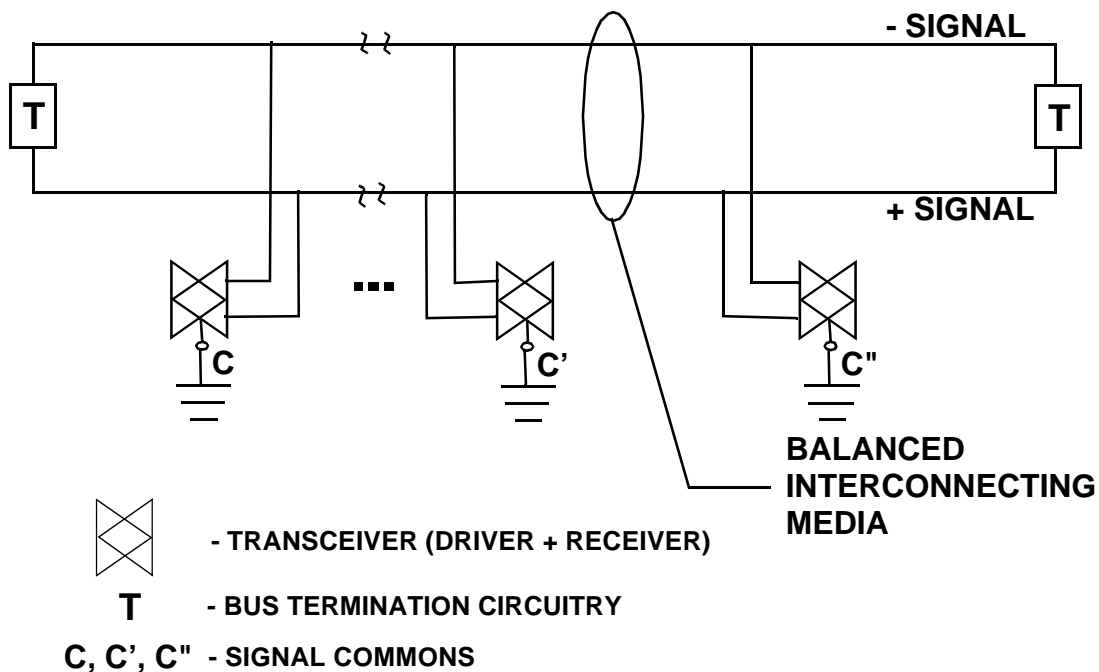 - SIGNAL
T
T
+ SIGNAL
C
C’
C"
BALANCED
INTERCONNECTING
MEDIA
- TRANSCEIVER (DRIVER + RECEIVER)
T - BUS TERMINATION CIRCUITRY
C, C’, C" - SIGNAL COMMONS